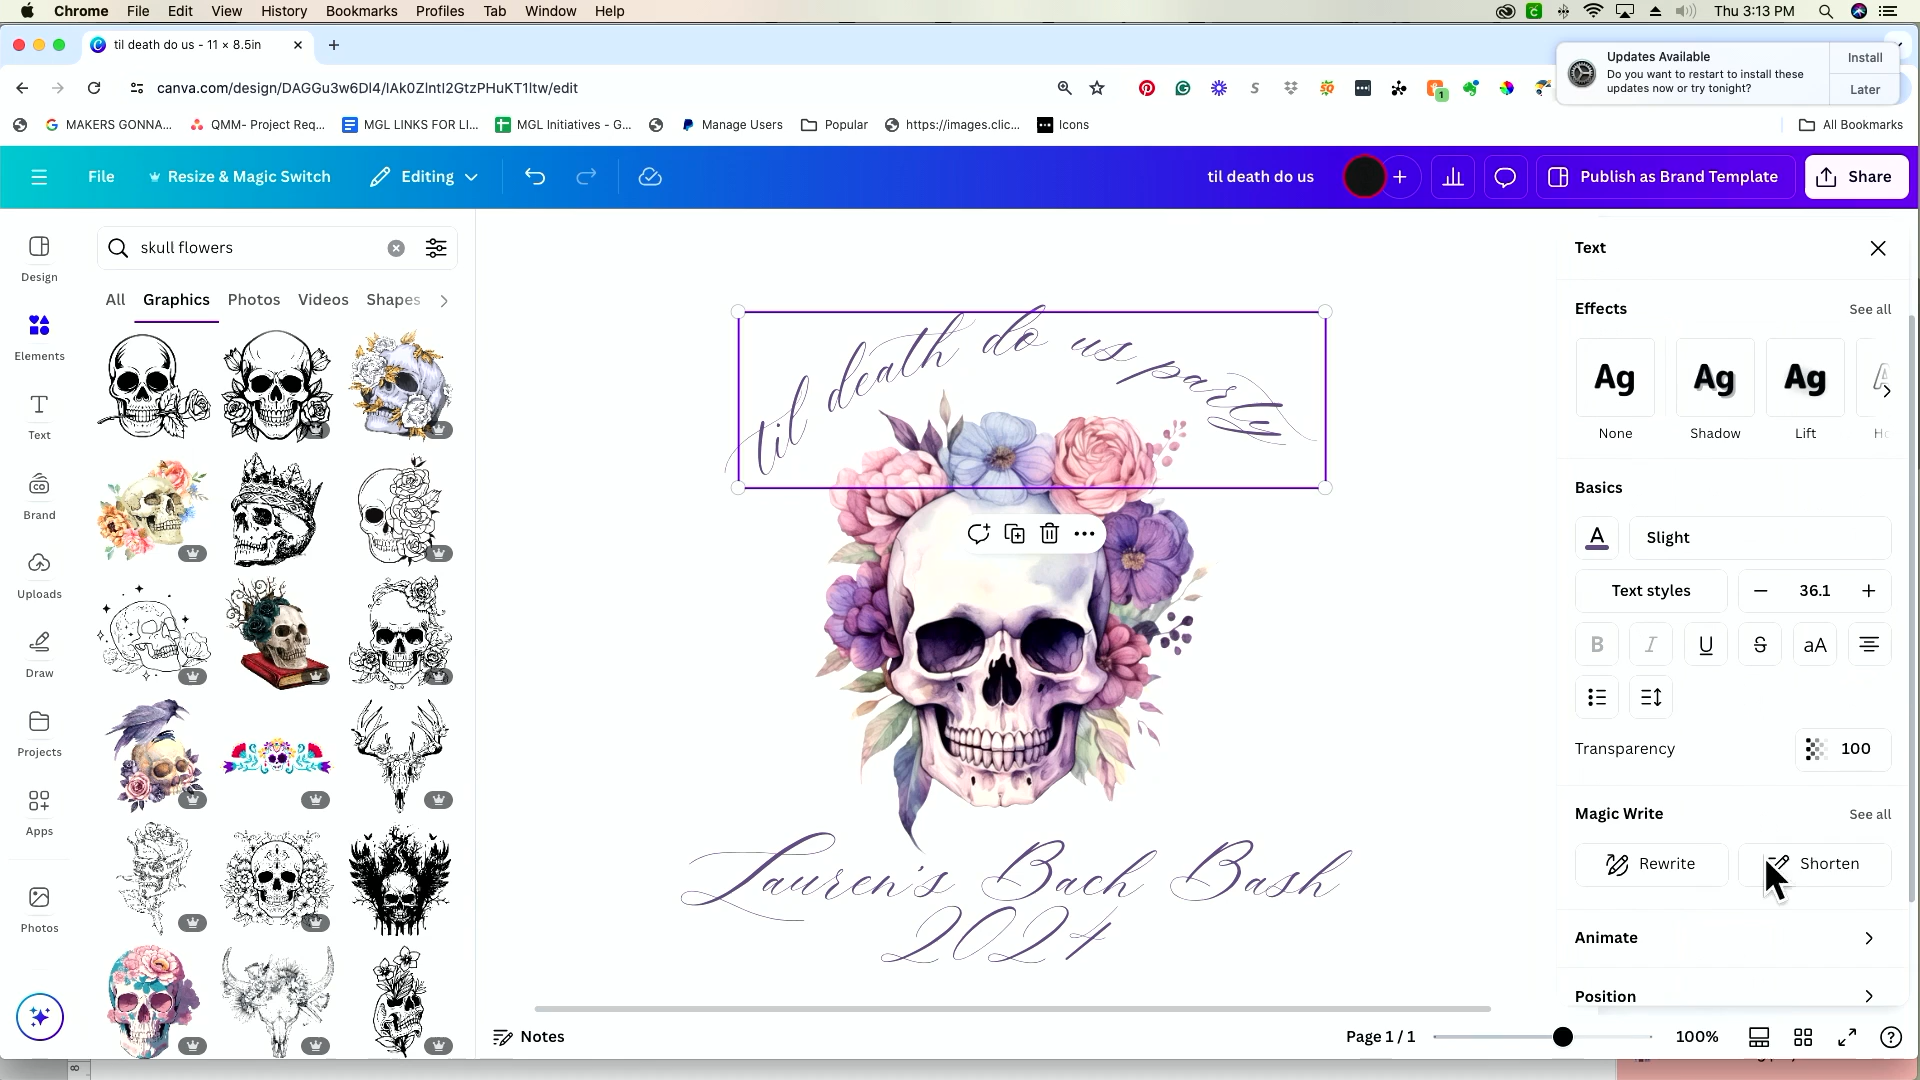 Chrome File Edit View History Bookmarks Profiles Tab Window Help
Thu 3:13 PM
til death do us - 11 × 8.5in
Updates Available
Do you want to restart to install these
updates now or try tonight?
Install
Later
canva.com/design/DAGGu3w6DI4/lAk0ZlntI2GtzPHuKT1ltw/edit
1
MAKERS GONNA...
QMM- Project Req...
MGL LINKS FOR LI...
MGL Initiatives - G...
Manage Users
Popular
https://images.clic...
Icons
All Bookmarks
File
Resize & Magic Switch
Editing
til death do us
Publish as Brand Template
Share
Design
Elements
Text
Brand
Uploads
Draw
Projects
Apps
Photos
skull flowers
All Graphics Photos Videos Shapes
til death do us party
Lauren's Bach Bash
2024
Text
Effects
See all
Ag Ag Ag
None Shadow Lift
Basics
A
Slight
Text styles
36.1
B I U S aA
Transparency
100
Magic Write
See all
Rewrite
Shorten
Animate
Position
Notes
Page 1 / 1
100%